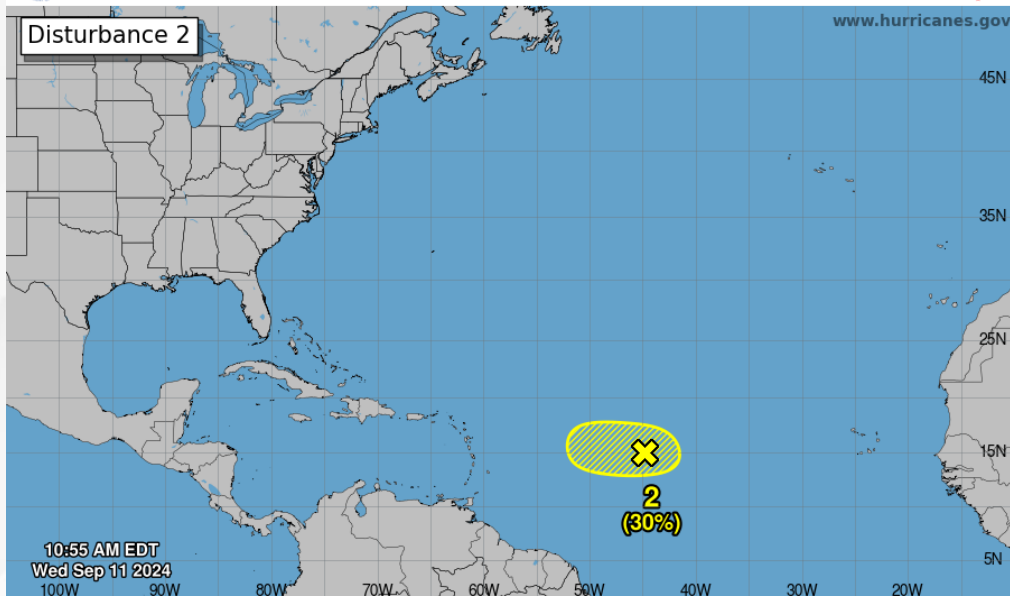 Disturbance 2
www.hurricanes.gov
45N
35N
25N
15N
2
(30%)
5N
10:55 AM EDT
Wed Sep 11 2024
100W 90W 80W 70W 60W 50W 40W 30W 20W